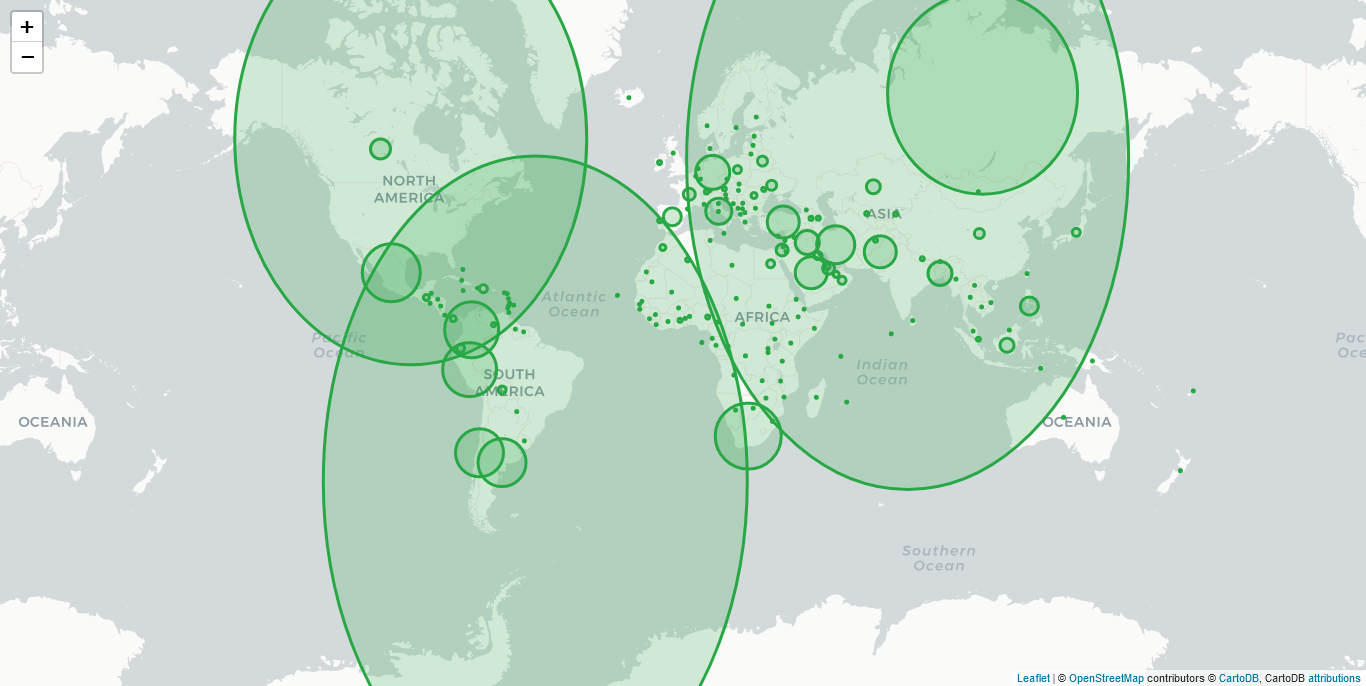 +
−
NORTH
AMERICA
ASIA
Atlantic
Ocean
AFRICA
Pacific
Ocean
Pac
Oce
Indian
Ocean
SOUTH
AMERICA
OCEANIA
OCEANIA
Southern
Ocean
Leaflet | © OpenStreetMap contributors © CartoDB, CartoDB attributions